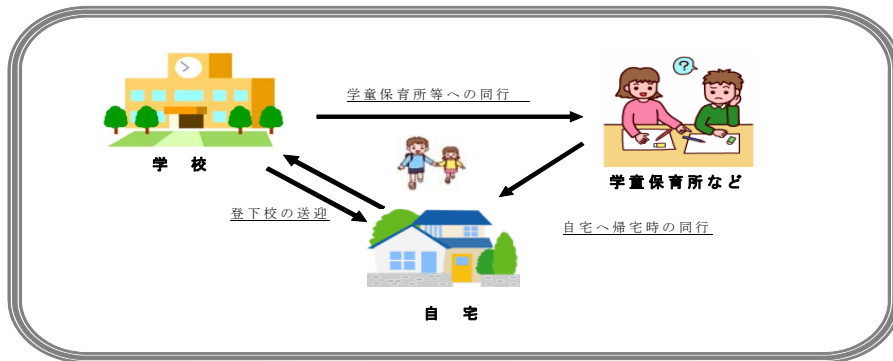 学童保育所等への同行
学校
学童保育所など
登下校の送迎
自宅へ帰宅時の同行
自宅
?